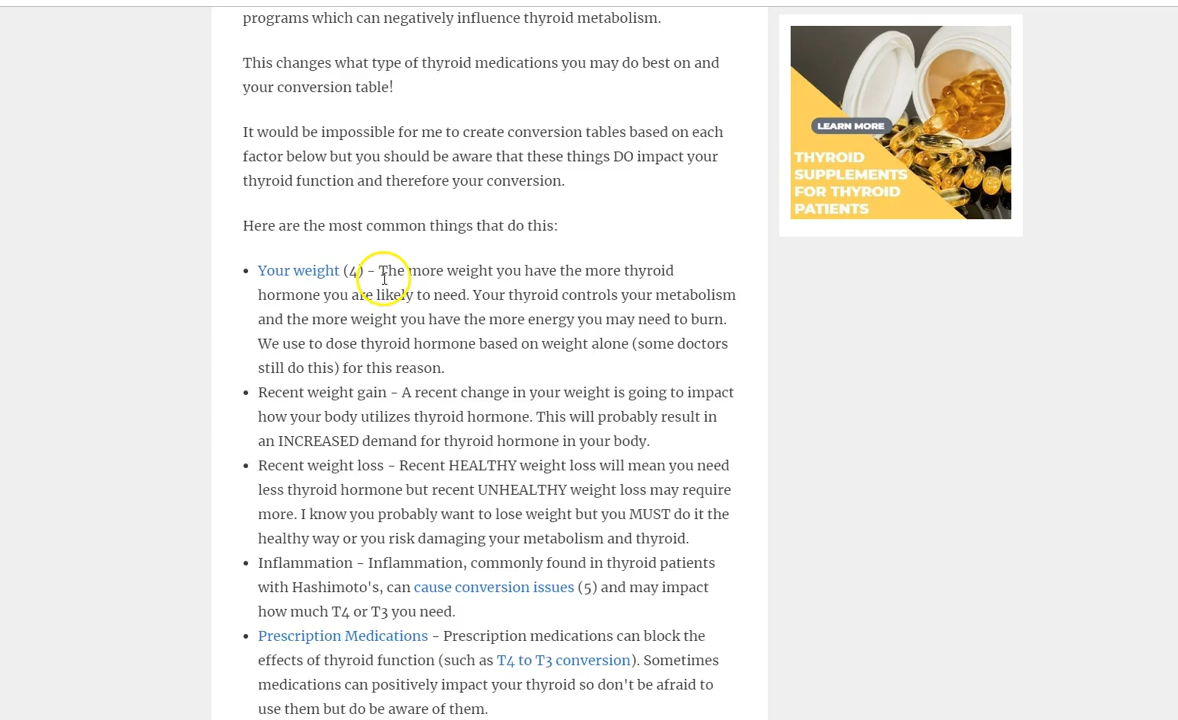 programs which can negatively influence thyroid metabolism.
This changes what type of thyroid medications you may do best on and
your conversion table!
It would be impossible for me to create conversion tables based on each
factor below but you should be aware that these things DO impact your
thyroid function and therefore your conversion.
Here are the most common things that do this:
• Your weight (4) - The more weight you have the more thyroid
hormone you are likely to need. Your thyroid controls your metabolism
and the more weight you have the more energy you may need to burn.
We use to dose thyroid hormone based on weight alone (some doctors
still do this) for this reason.
• Recent weight gain - A recent change in your weight is going to impact
how your body utilizes thyroid hormone. This will probably result in
an INCREASED demand for thyroid hormone in your body.
• Recent weight loss - Recent HEALTHY weight loss will mean you need
less thyroid hormone but recent UNHEALTHY weight loss may require
more. I know you probably want to lose weight but you MUST do it the
healthy way or you risk damaging your metabolism and thyroid.
• Inflammation - Inflammation, commonly found in thyroid patients
with Hashimoto's, can cause conversion issues (5) and may impact
how much T4 or T3 you need.
• Prescription Medications - Prescription medications can block the
effects of thyroid function (such as T4 to T3 conversion). Sometimes
medications can positively impact your thyroid so don't be afraid to
use them but do be aware of them.
LEARN MORE
THYROID
SUPPLEMENTS
FOR THYROID
PATIENTS